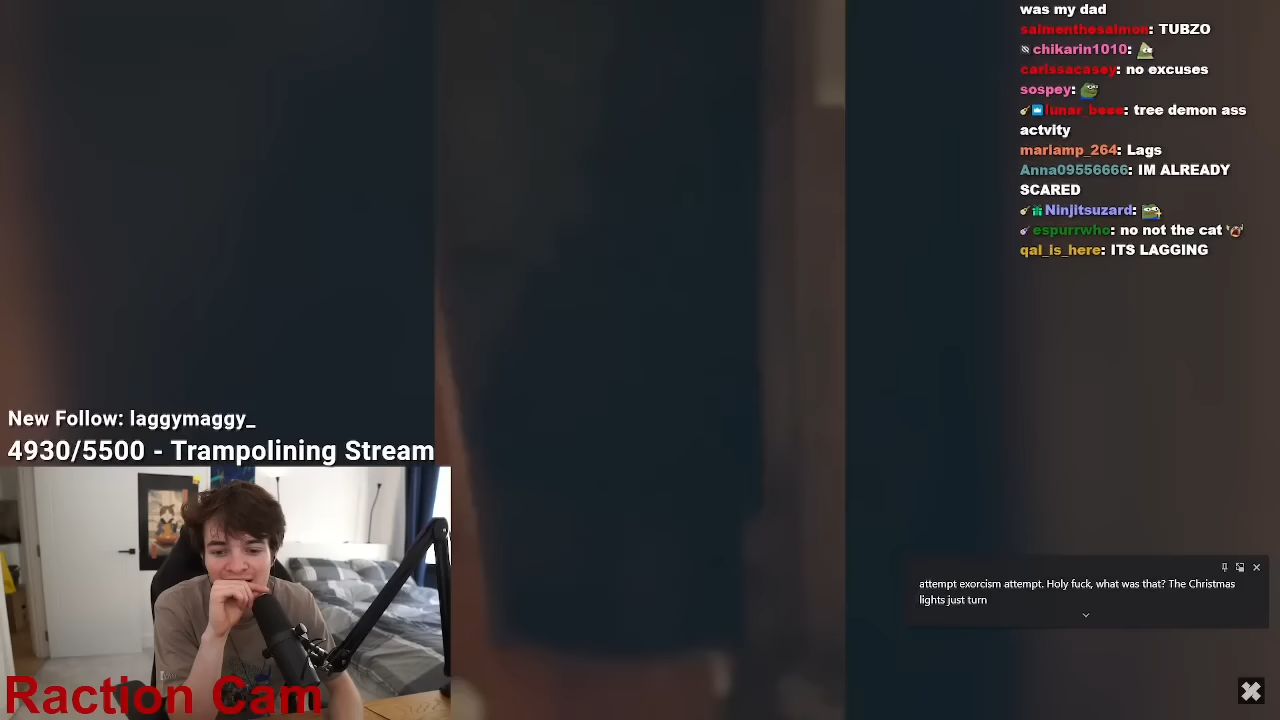 was my dad
salmenthesalmon: TUBZO
chikarin1010:
carissacasey: no excuses
sospey:
lunar_beee: tree demon ass
actvity
mariamp_264: Lags
Anna09556666: IM ALREADY
SCARED
Ninjitsuzard:
espurrwho: no not the cat
qal_is_here: ITS LAGGING
New Follow: laggymaggy_
4930/5500 - Trampolining Stream
attempt exorcism attempt. Holy fuck, what was that? The Christmas
lights just turn
Raction Cam